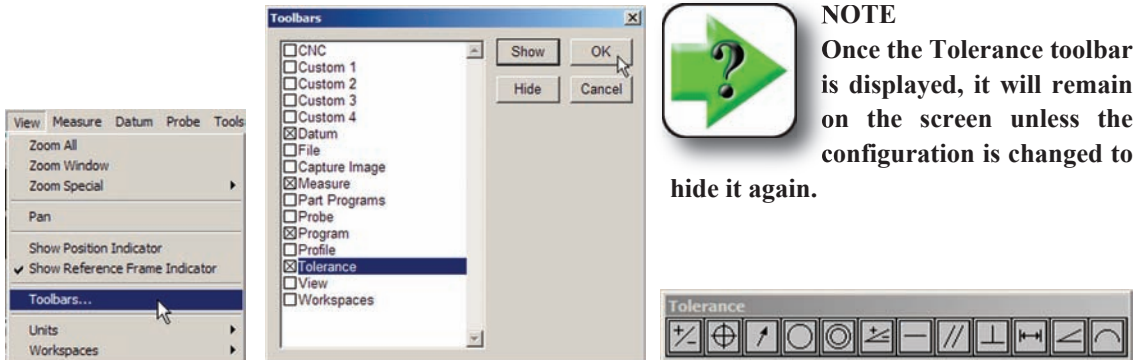 View Measure Datum Probe Tools
Zoom All
Zoom Window
Zoom Special
Pan
Show Position Indicator
Show Reference Frame Indicator
Toolbars...
Units
Workspaces
Toolbars
CNC
Custom 1
Custom 2
Custom 3
Custom 4
Datum
File
Capture Image
Measure
Part Programs
Probe
Program
Profile
Tolerance
View
Workspaces
Show OK
Hide Cancel
NOTE
Once the Tolerance toolbar
is displayed, it will remain
on the screen unless the
configuration is changed to
hide it again.
Tolerance